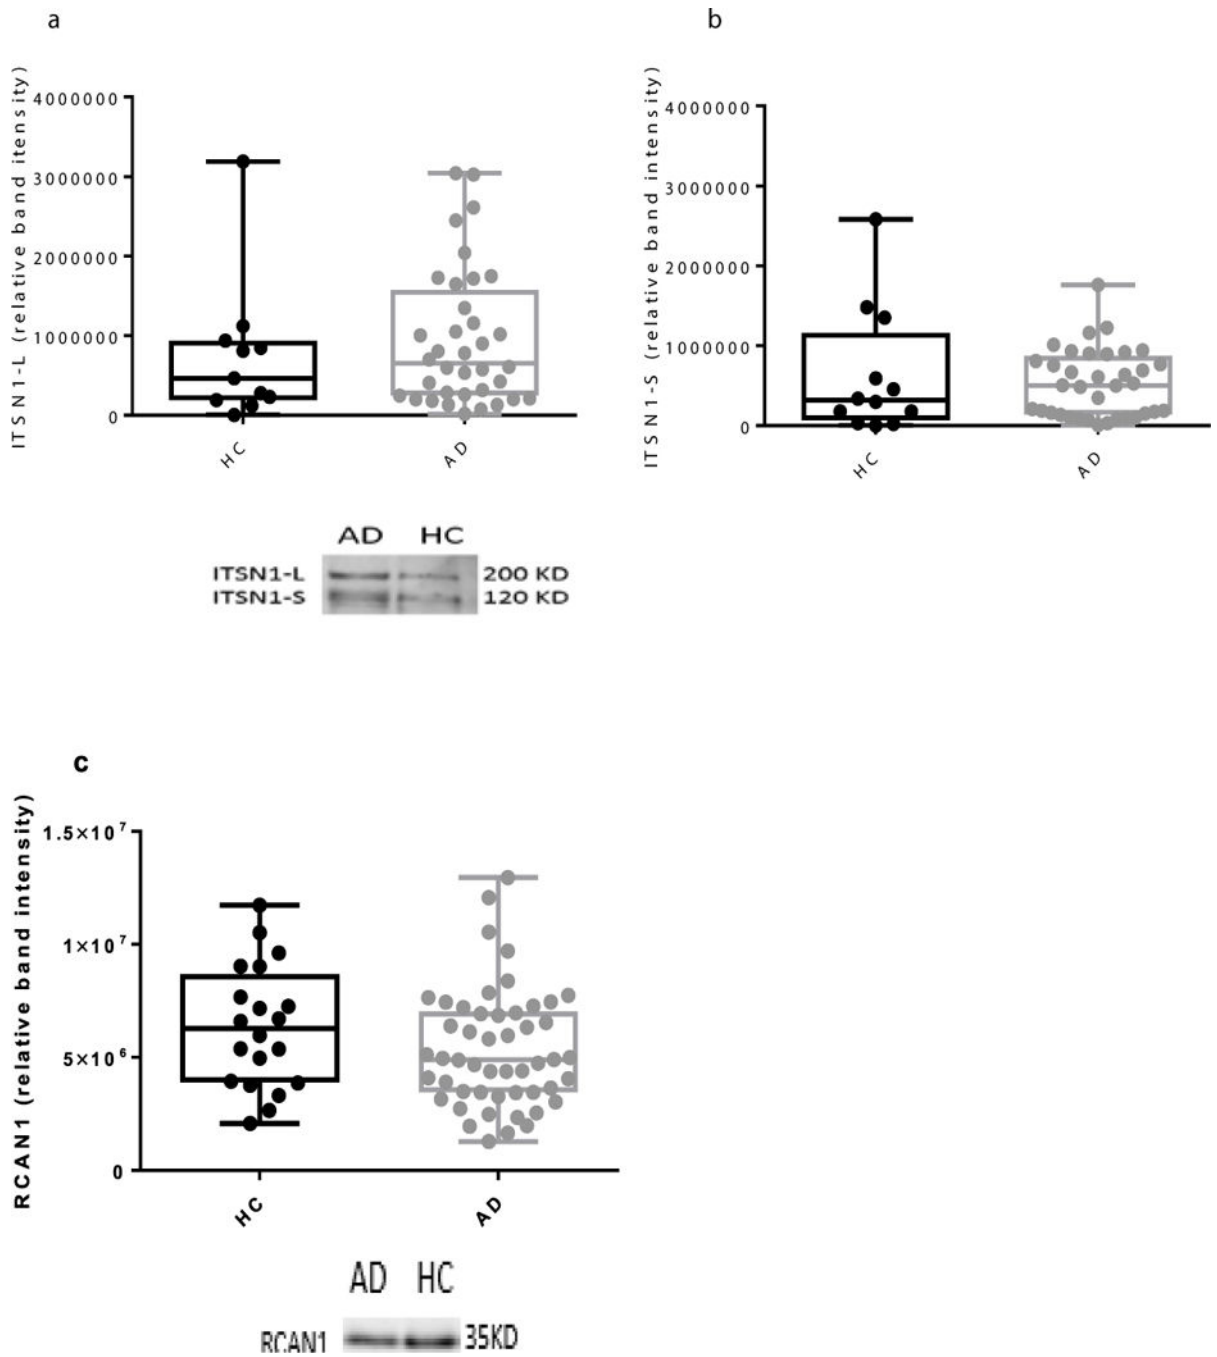 a
ITSN1-L (relative band itensity)
4000000
3000000
2000000
1000000
0
HC
AD
AD HC
ITSN1-L 200 KD
ITSN1-S 120 KD
b
ITSN1-S (relative band intensity)
4000000
3000000
2000000
1000000
0
HC
AD
c
RCAN1 (relative band intensity)
1.5×10⁷
1×10⁷
5×10⁶
0
HC
AD
AD HC
RCAN1 35KD